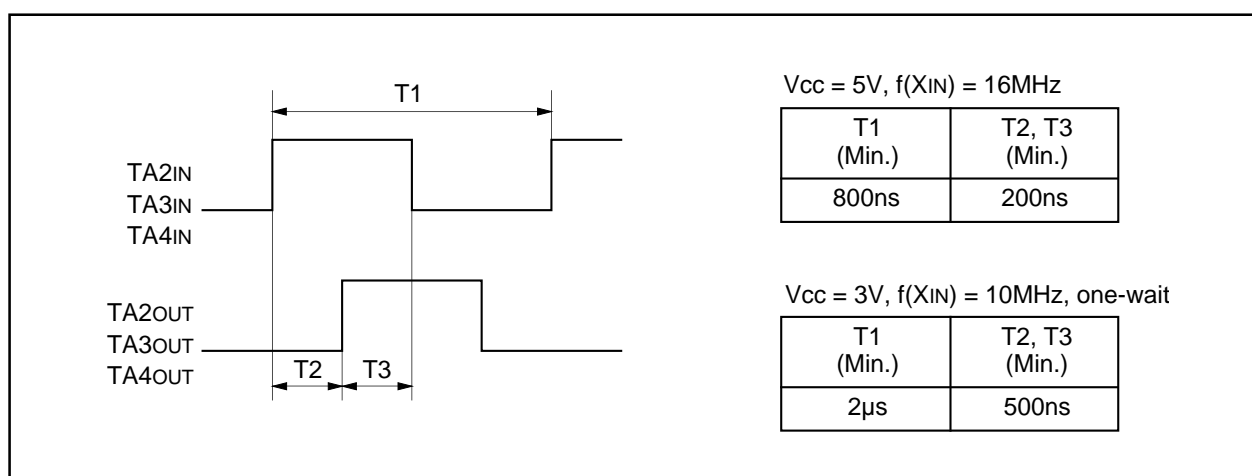 T1
TA2IN
TA3IN
TA4IN
TA2OUT
TA3OUT
TA4OUT
T2 T3
Vcc = 5V, f(XIN) = 16MHz
T1 (Min.) T2, T3 (Min.)
800ns 200ns
Vcc = 3V, f(XIN) = 10MHz, one-wait
T1 (Min.) T2, T3 (Min.)
2μs 500ns